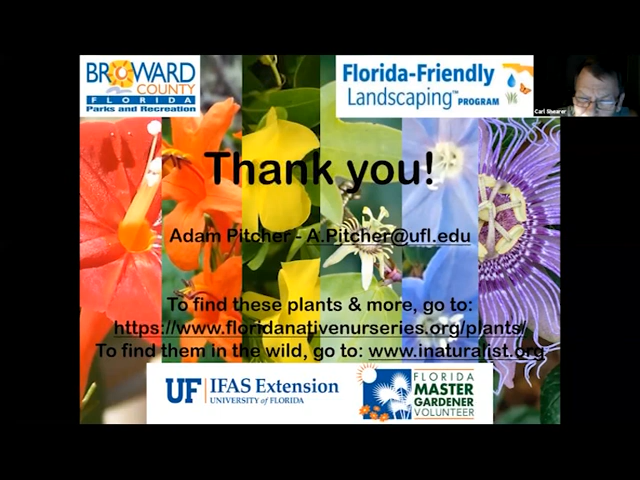 BROWARD
COUNTY
FLORIDA
Parks and Recreation
Florida-Friendly
Landscaping™ PROGRAM
Carl Shearer
Thank you!
Adam Pitcher - A.Pitcher@ufl.edu
To find these plants & more, go to:
https://www.floridanativenurseries.org/plants/
To find them in the wild, go to: www.inaturalist.org
UF IFAS Extension
UNIVERSITY of FLORIDA
FLORIDA
MASTER
GARDENER
VOLUNTEER